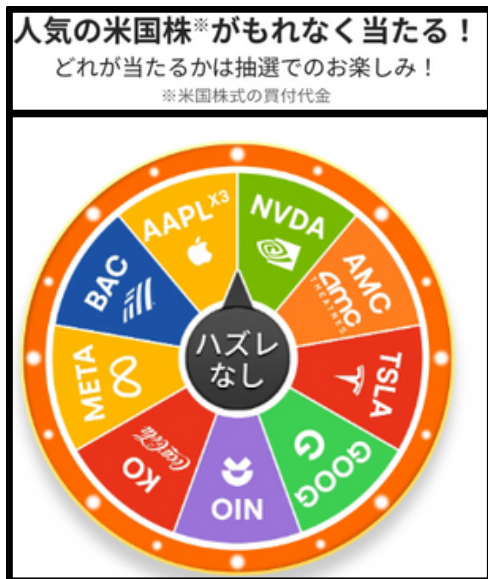 人気の米国株※がもれなく当たる！
どれが当たるかは抽選でのお楽しみ！
※米国株式の買付代金
AAPL X3
NVDA
AMC
amc
THEATRES
TSLA
GOOG
G
NIO
KO
Coca-Cola
META
BAC
ハズレ
なし